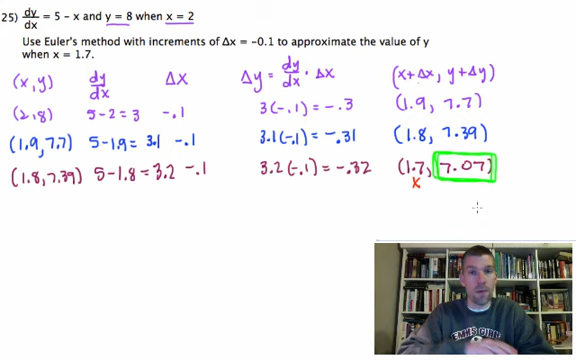 25) dy/dx = 5 - x and y = 8 when x = 2
Use Euler's method with increments of Δx = -0.1 to approximate the value of y
when x = 1.7.
(x,y) dy/dx Δx Δy = dy/dx · Δx (x+Δx, y+Δy)
(2,8) 5-2=3 -.1 3(-.1)=-.3 (1.9, 7.7)
(1.9,7.7) 5-1.9=3.1 -.1 3.1(-.1)=-.31 (1.8, 7.39)
(1.8,7.39) 5-1.8=3.2 -.1 3.2(-.1)=-.32 (1.7, 7.07)
x